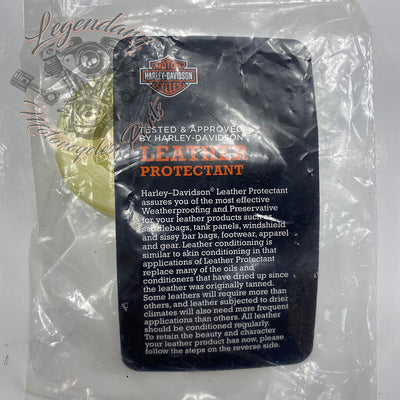 Legendary
Motorcycles Parts
MOTOR
HARLEY-DAVIDSON
CYCLES
TESTED & APPROVED
BY HARLEY-DAVIDSON
LEATHER
PROTECTANT
Harley-Davidson® Leather Protectant
assures you of the most effective
Weatherproofing and Preservative
for your leather products such as
saddlebags, tank panels, windshield
and sissy bar bags, footwear, apparel
and gear. Leather conditioning is
similar to skin conditioning in that
applications of Leather Protectant
replace many of the oils and
conditioners that have dried up since
the leather was originally tanned.
Some leathers will require more than
others, and leather subjected to drier
climates will also need more frequent
applications than others. All leather
should be conditioned regularly.
To retain the beauty and character
your leather product has now, please
follow the steps on the reverse side.